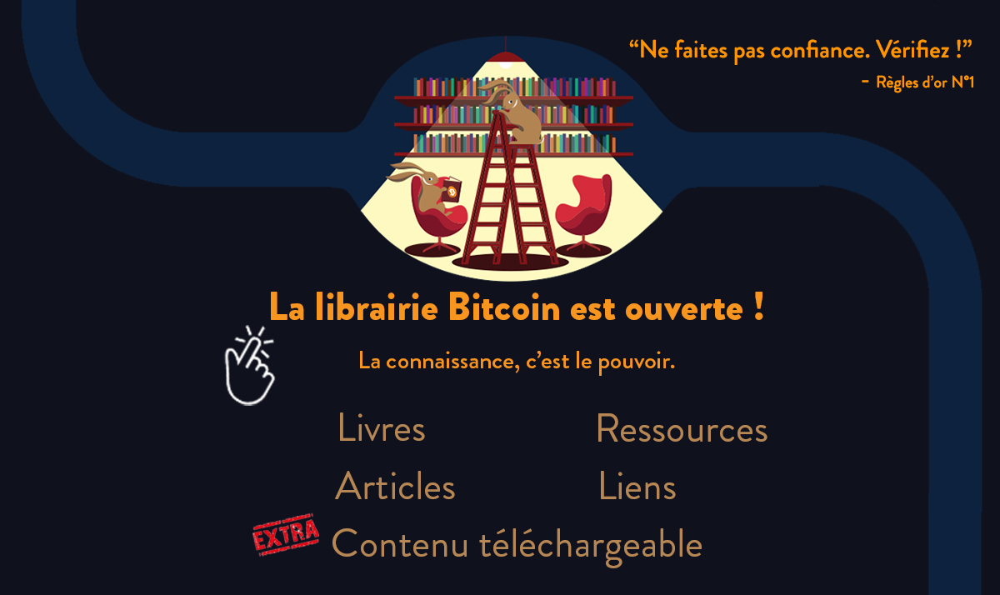 “Ne faites pas confiance. Vérifiez !”
- Règles d’or N°1
La librairie Bitcoin est ouverte !
La connaissance, c’est le pouvoir.
Livres
Ressources
Articles
Liens
EXTRA
Contenu téléchargeable